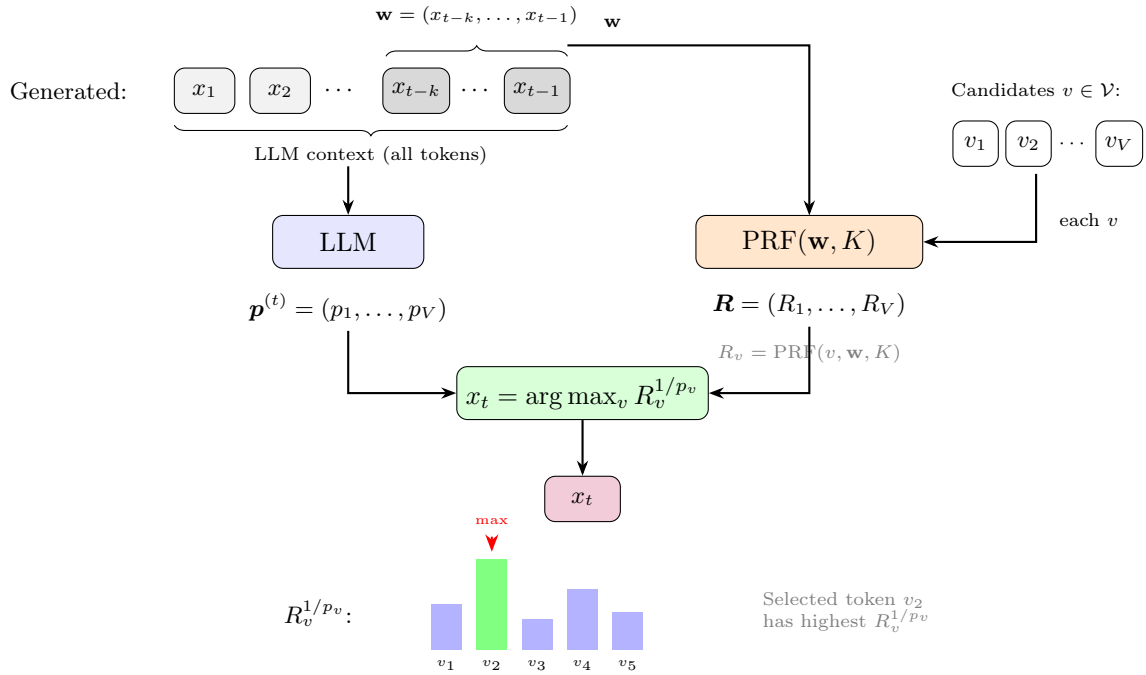 𝐰 = (x_{t−k}, . . . , x_{t−1})
𝐰
Generated:
x_1 x_2 ··· x_{t−k} ··· x_{t−1}
Candidates v ∈ 𝒱:
v_1 v_2 ··· v_V
LLM context (all tokens)
each v
LLM
PRF(𝐰, K)
𝒑^{(t)} = (p_1, . . . , p_V)
𝑹 = (R_1, . . . , R_V)
R_v = PRF(v, 𝐰, K)
x_t = arg max_v R_v^{1/p_v}
x_t
max
R_v^{1/p_v}:
Selected token v_2
has highest R_v^{1/p_v}
v_1 v_2 v_3 v_4 v_5